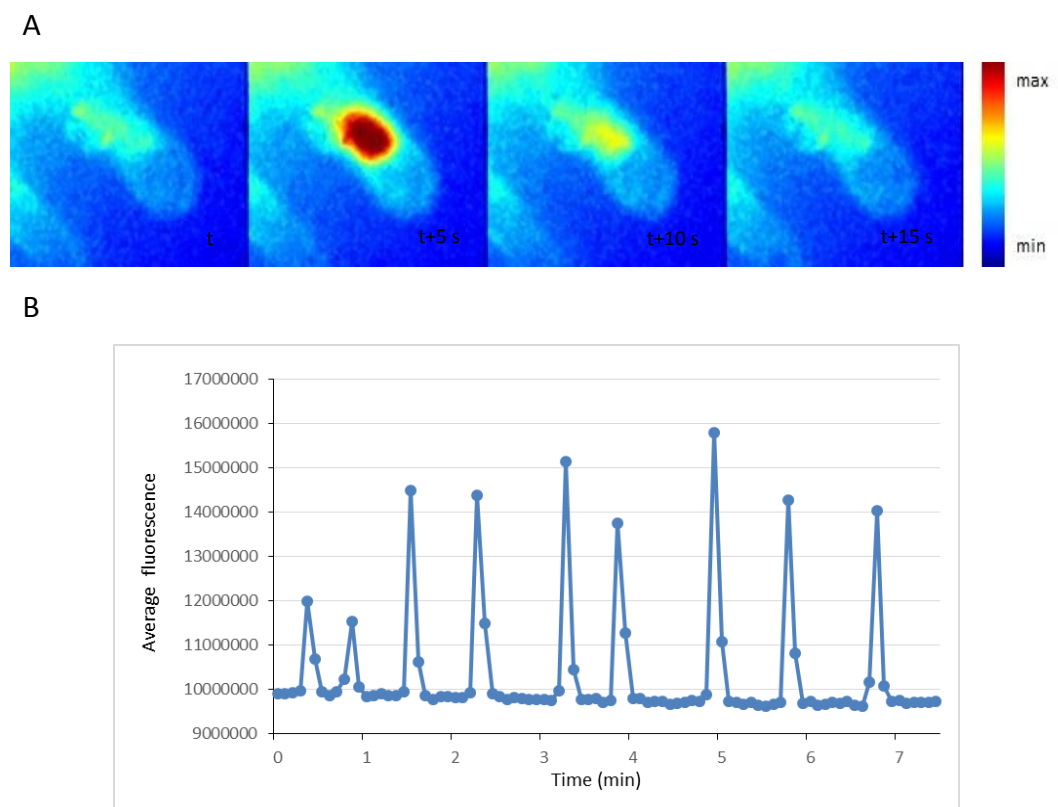 A
max
t
t+5 s
t+10 s
t+15 s
min
B
17000000
16000000
15000000
14000000
13000000
12000000
11000000
10000000
9000000
Average fluorescence
0 1 2 3 4 5 6 7
Time (min)